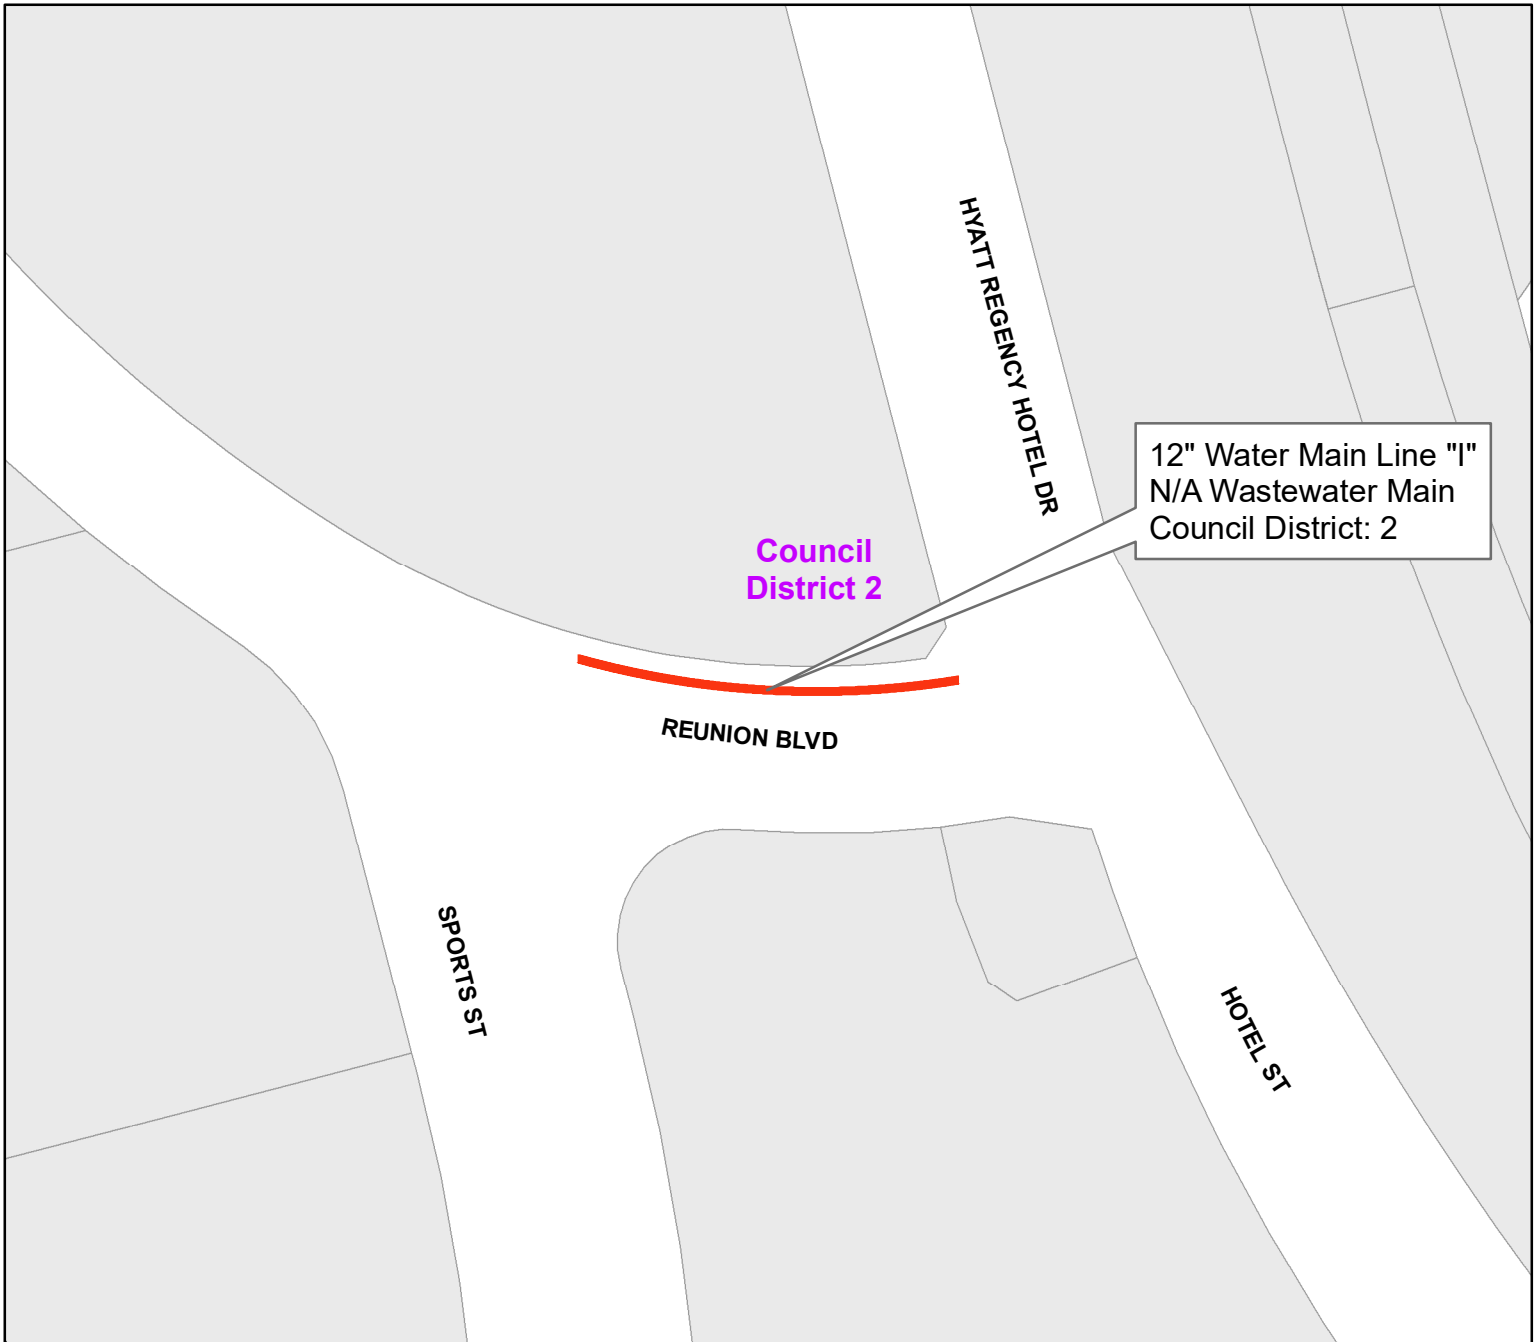 HYATT REGENCY HOTEL DR
12" Water Main Line "I"
N/A Wastewater Main
Council District: 2
Council
District 2
REUNION BLVD
SPORTS ST
HOTEL ST